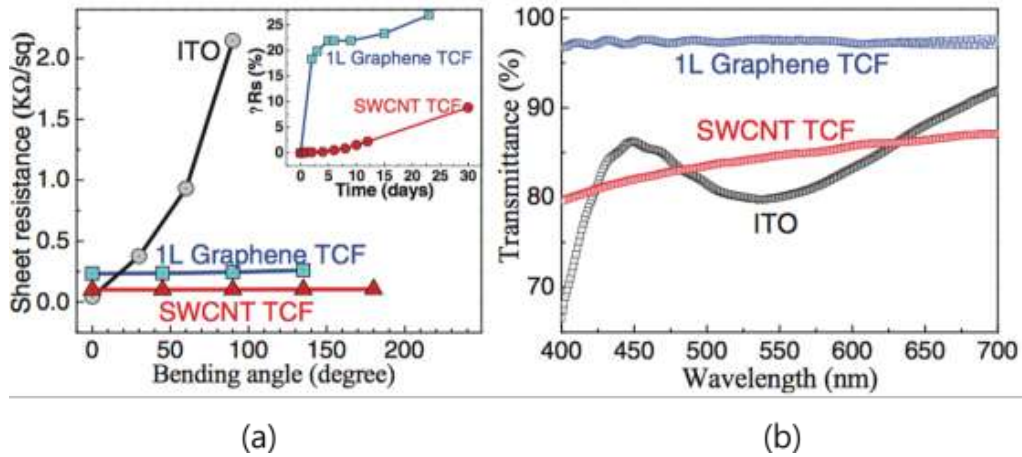 Sheet resistance (KΩ/sq)
2.0
1.5
1.0
0.5
0.0
ITO
1L Graphene TCF
SWCNT TCF
0 50 100 150 200
Bending angle (degree)
γRs (%)
25
20
15
10
5
0
1L Graphene TCF
SWCNT TCF
0 5 10 15 20 25 30
Time (days)
(a)
Transmittance (%)
100
90
80
70
1L Graphene TCF
SWCNT TCF
ITO
400 450 500 550 600 650 700
Wavelength (nm)
(b)